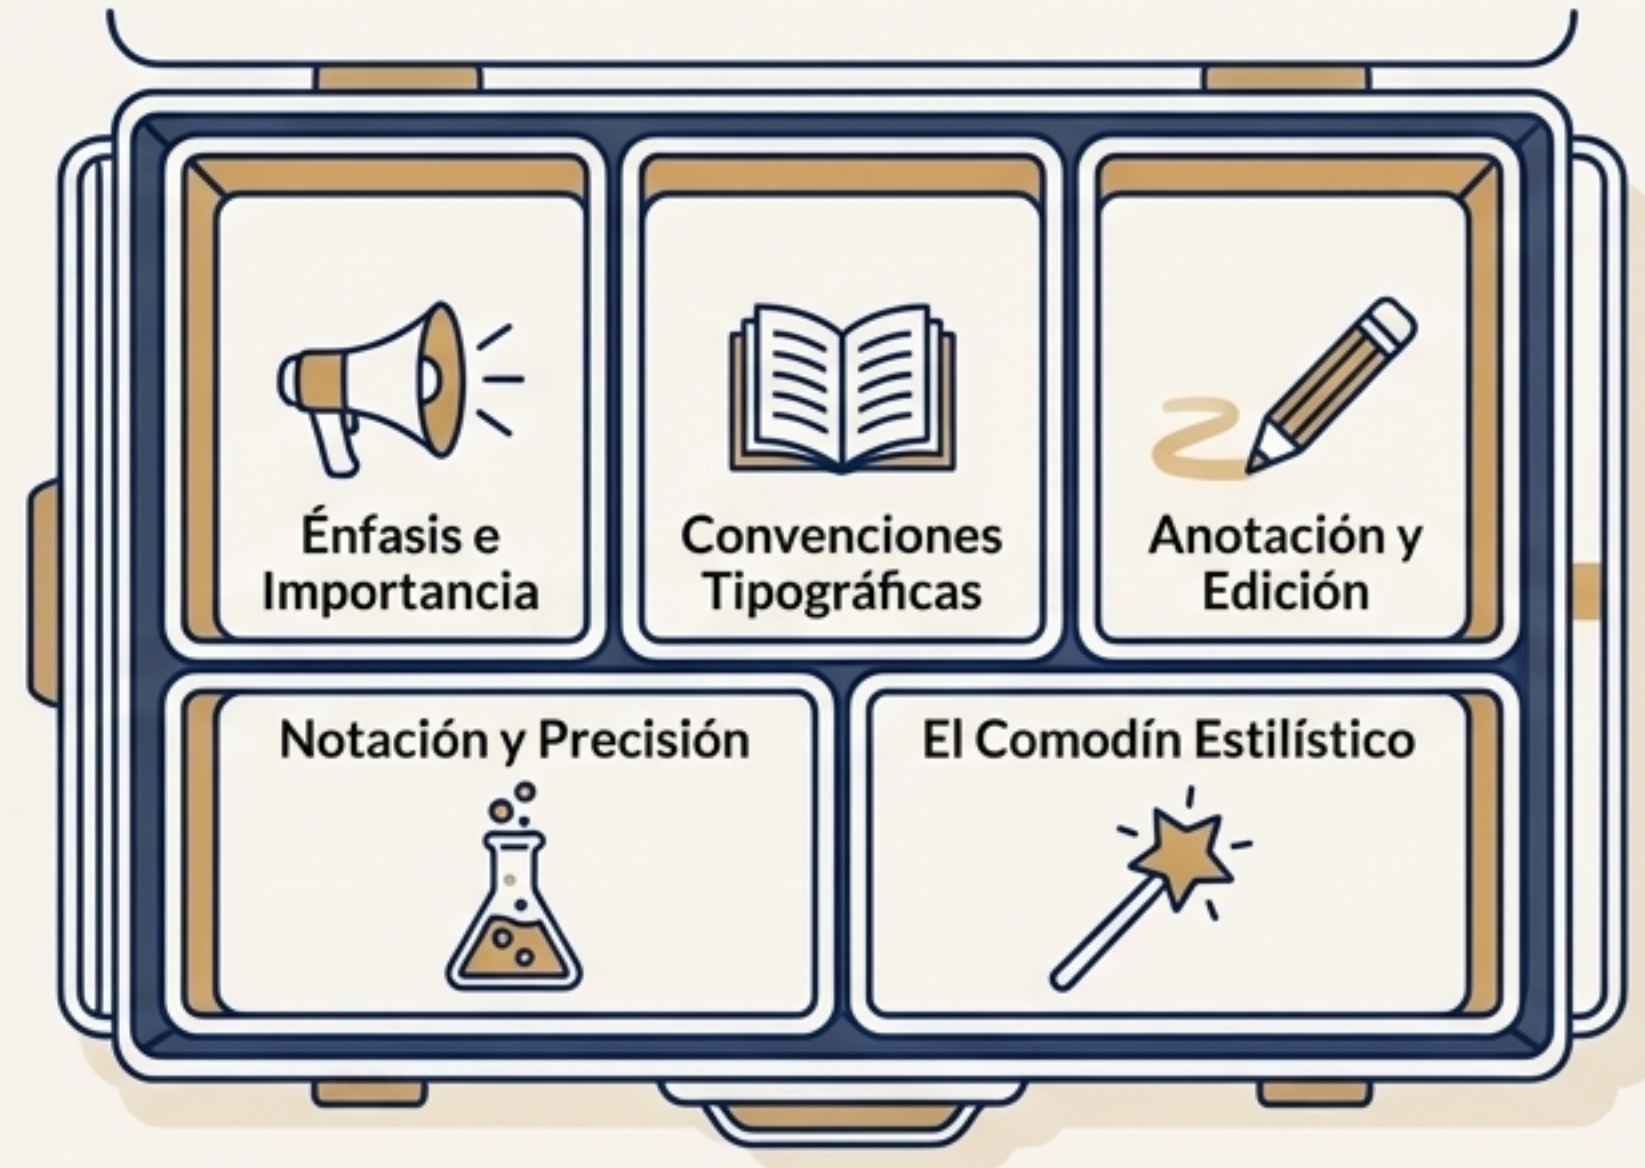 Énfasis e
Importancia
Convenciones
Tipográficas
Anotación y
Edición
Notación y Precisión
El Comodín Estilístico